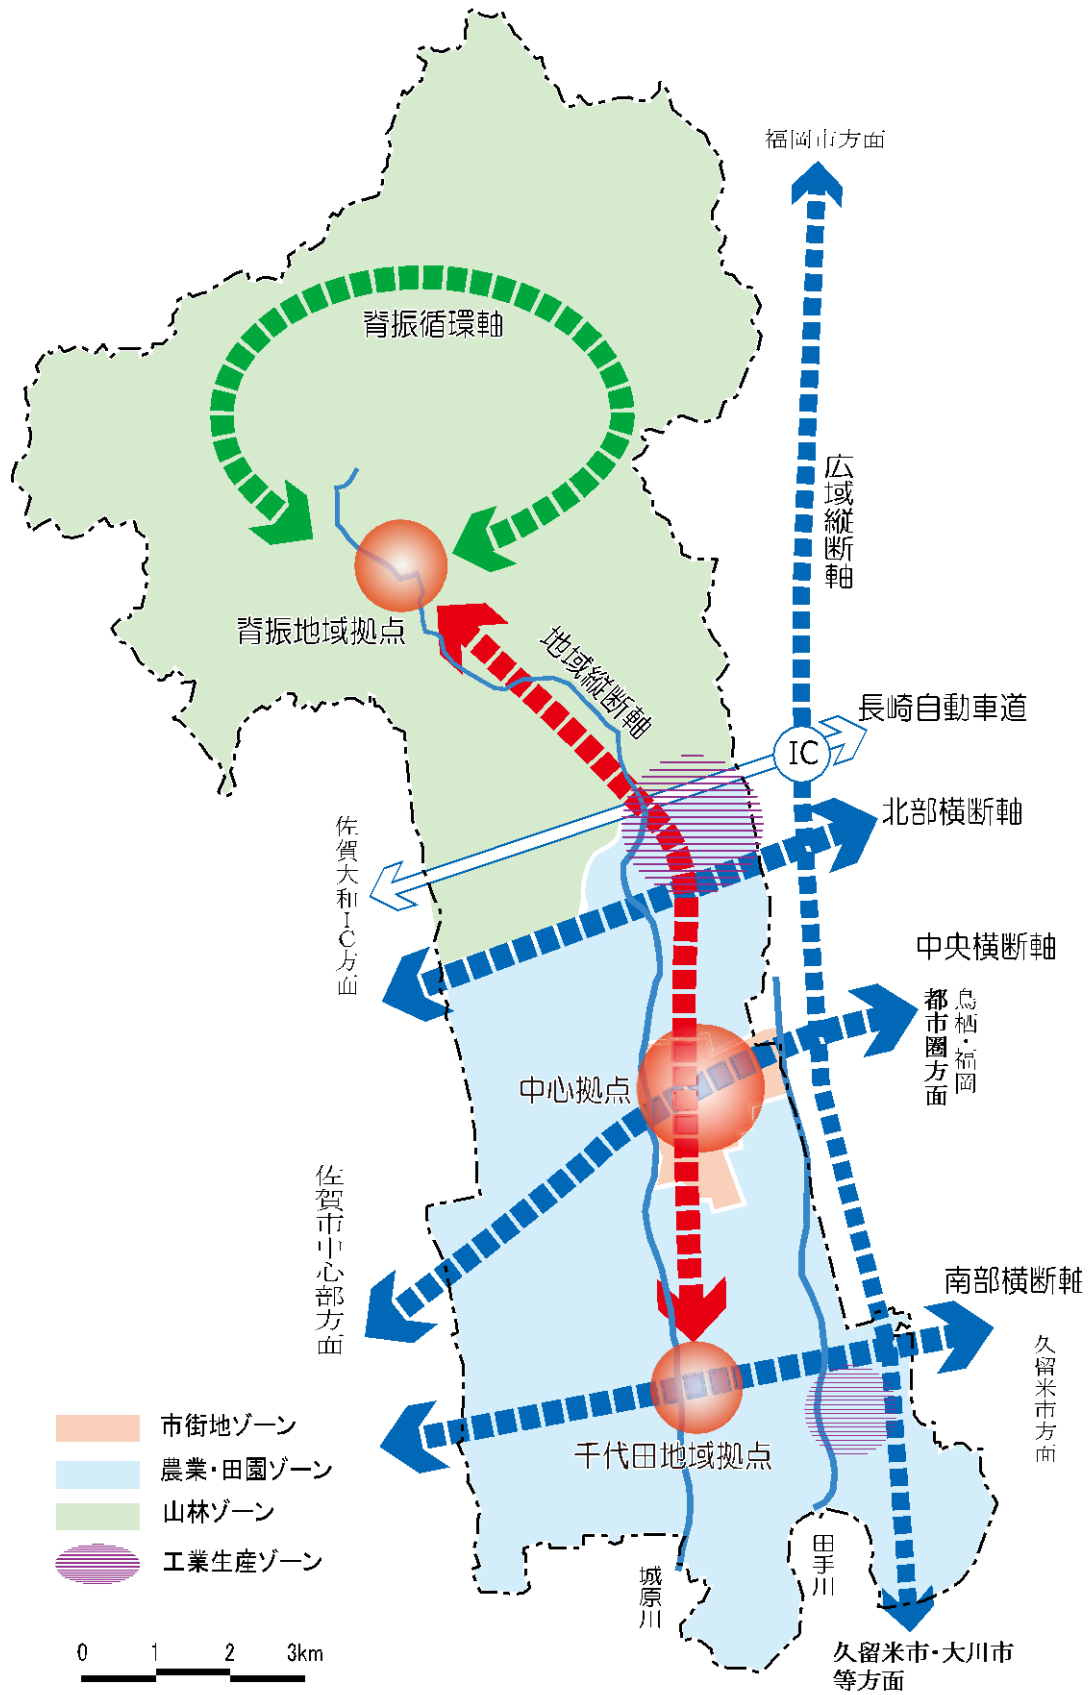 福岡市方面
脊振循環軸
広域縦断軸
脊振地域拠点
地域縦断軸
長崎自動車道
IC
北部横断軸
佐賀大和IC方面
中央横断軸
鳥栖・福岡
都市圏方面
中心拠点
佐賀市中心部方面
南部横断軸
久留米市方面
千代田地域拠点
市街地ゾーン
農業・田園ゾーン
山林ゾーン
工業生産ゾーン
田手川
城原川
0 1 2 3km
久留米市・大川市
等方面